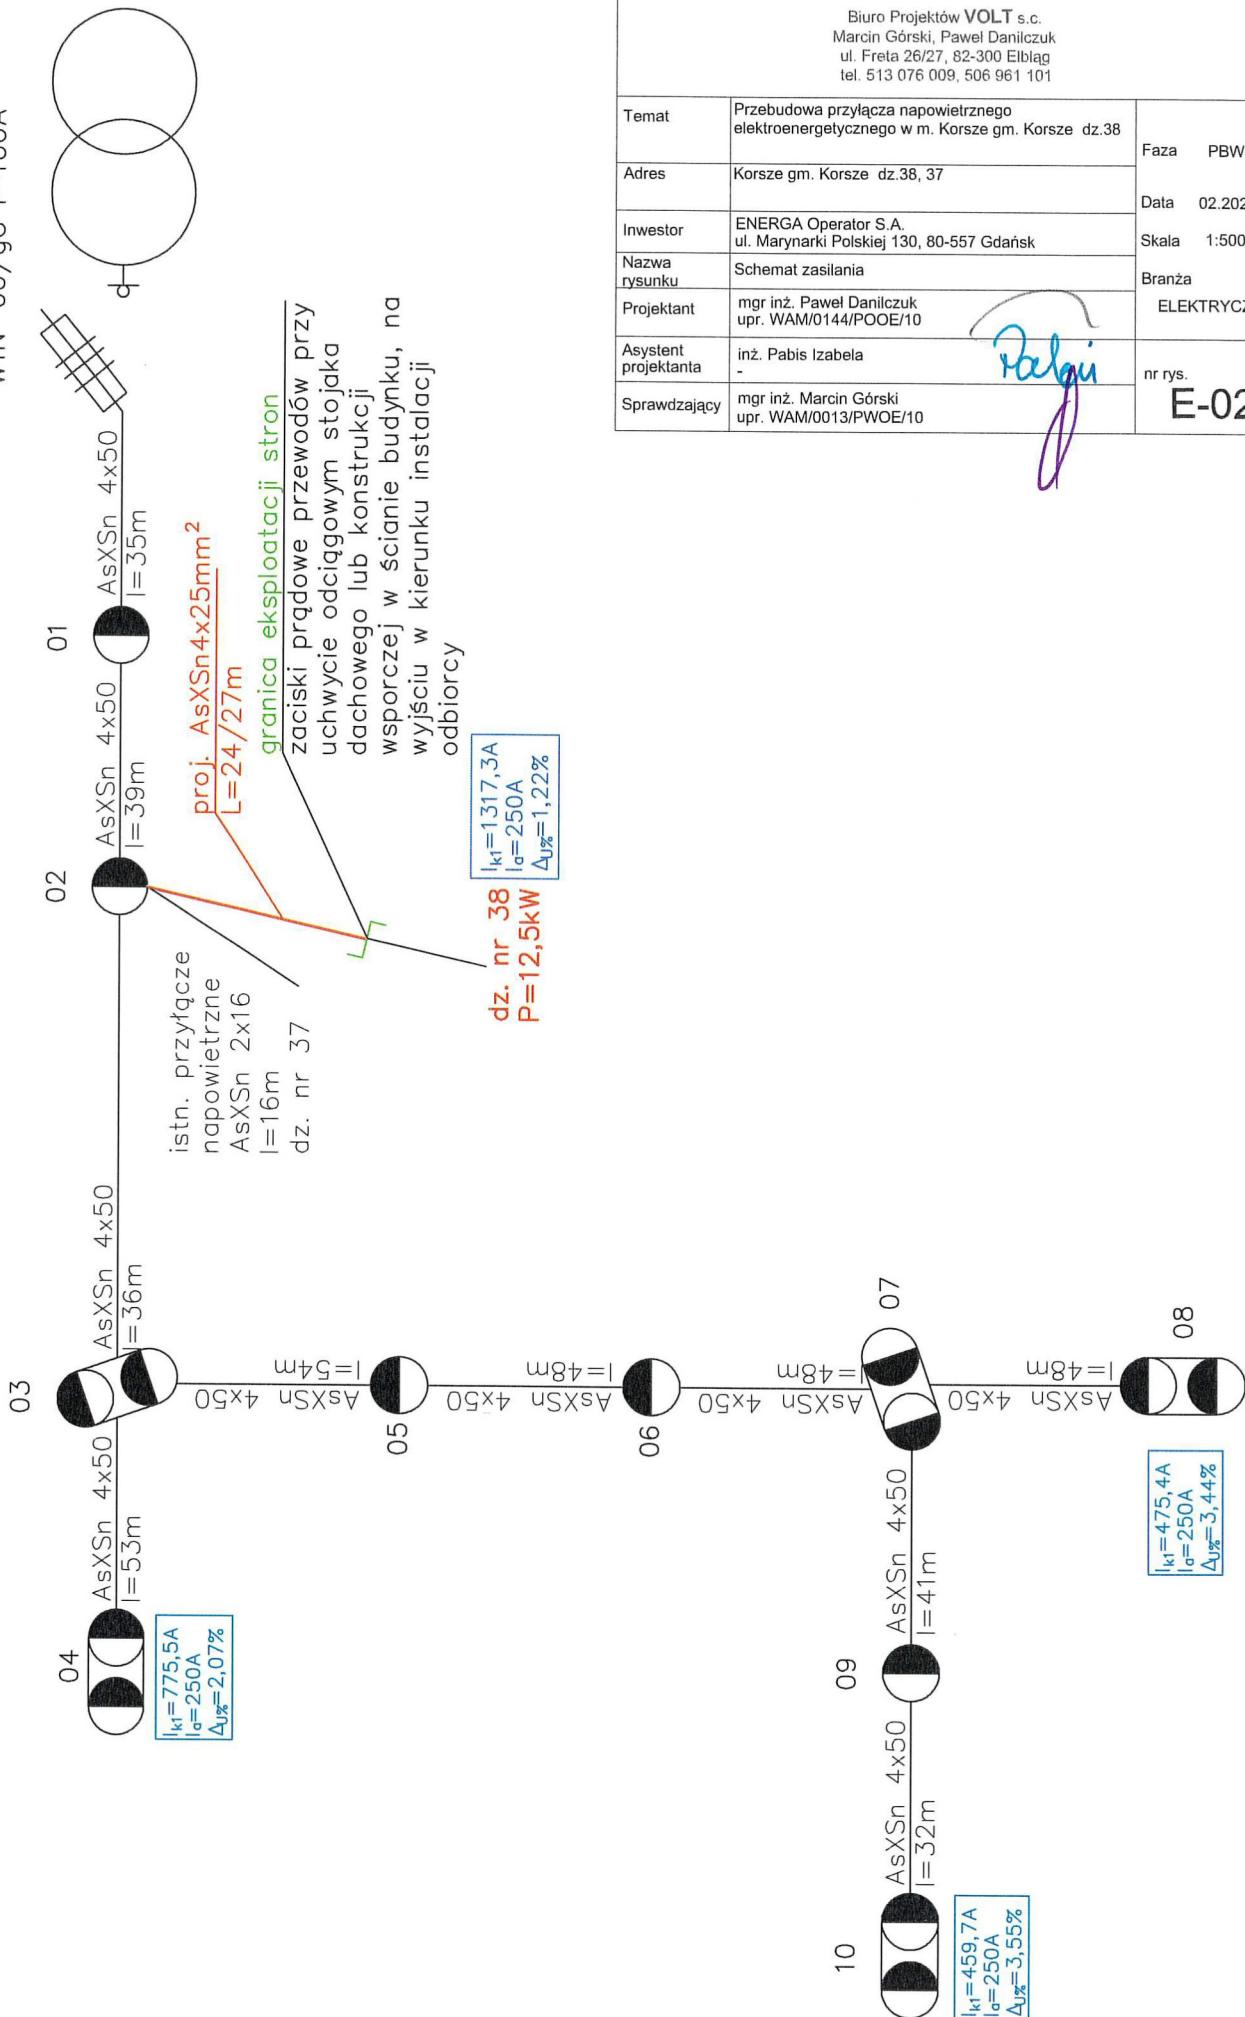 Biuro Projektów VOLT s.c.
Marcin Górski, Paweł Danilczuk
ul. Freta 26/27, 82-300 Elbląg
tel. 513 076 009, 506 961 101
Temat
Przebudowa przyłącza napowietrznego
elektroenergetycznego w m. Korsze gm. Korsze dz.38
Adres
Korsze gm. Korsze dz.38, 37
Inwestor
ENERGA Operator S.A.
ul. Marynarki Polskiej 130, 80-557 Gdańsk
Nazwa
rysunku
Schemat zasilania
Projektant
mgr inż. Paweł Danilczuk
upr. WAM/0144/POOE/10
Asystent
projektanta
inż. Pabis Izabela
-
Sprawdzający
mgr inż. Marcin Górski
upr. WAM/0013/PWOE/10
Faza PBW
Data 02.202
Skala 1:500
Branża
ELEKTRYCZ
nr rys.
E-02
AsXSn 4x50
l=35m
01
AsXSn 4x50
l=39m
02
proj. AsXSn4x25mm²
L=24/27m
granica eksploatacji stron
zaciski prądowe przewodów przy
uchwycie odciągowym stojaka
dachowego lub konstrukcji
wsporczej w ścianie budynku, na
wyjściu w kierunku instalacji
odbiorcy
Ik1=1317,3A
Ia=250A
ΔU%=1,22%
dz. nr 38
P=12,5kW
istn. przyłącze
napowietrzne
AsXSn 2x16
l=16m
dz. nr 37
AsXSn 4x50
l=36m
03
AsXSn 4x50
l=53m
04
Ik1=775,5A
Ia=250A
ΔU%=2,07%
AsXSn 4x50
l=54m
05
AsXSn 4x50
l=48m
06
AsXSn 4x50
l=48m
07
AsXSn 4x50
l=48m
08
Ik1=475,4A
Ia=250A
ΔU%=3,44%
AsXSn 4x50
l=41m
09
AsXSn 4x50
l=32m
10
Ik1=459,7A
Ia=250A
ΔU%=3,55%